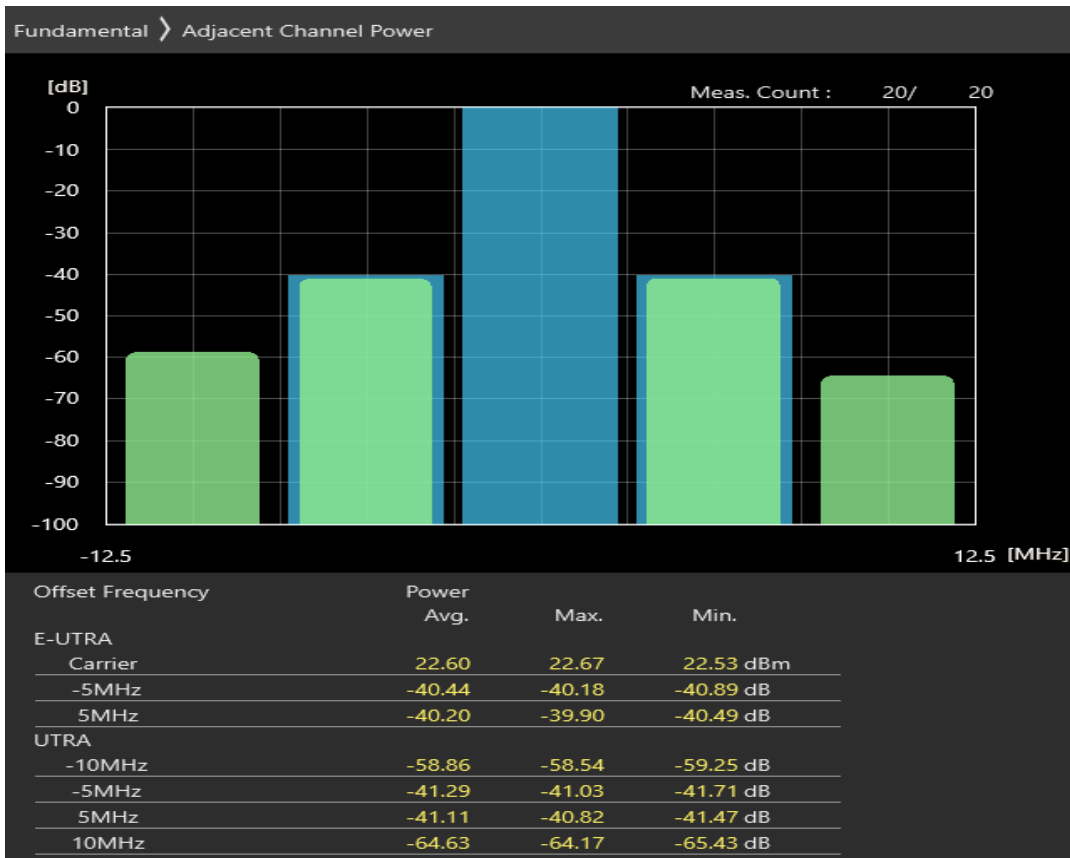 Fundamental 〉 Adjacent Channel Power
[dB]
Meas. Count : 20/ 20
0
-10
-20
-30
-40
-50
-60
-70
-80
-90
-100
-12.5 12.5 [MHz]
Offset Frequency Power
Avg. Max. Min.
E-UTRA
Carrier 22.60 22.67 22.53 dBm
-5MHz -40.44 -40.18 -40.89 dB
5MHz -40.20 -39.90 -40.49 dB
UTRA
-10MHz -58.86 -58.54 -59.25 dB
-5MHz -41.29 -41.03 -41.71 dB
5MHz -41.11 -40.82 -41.47 dB
10MHz -64.63 -64.17 -65.43 dB